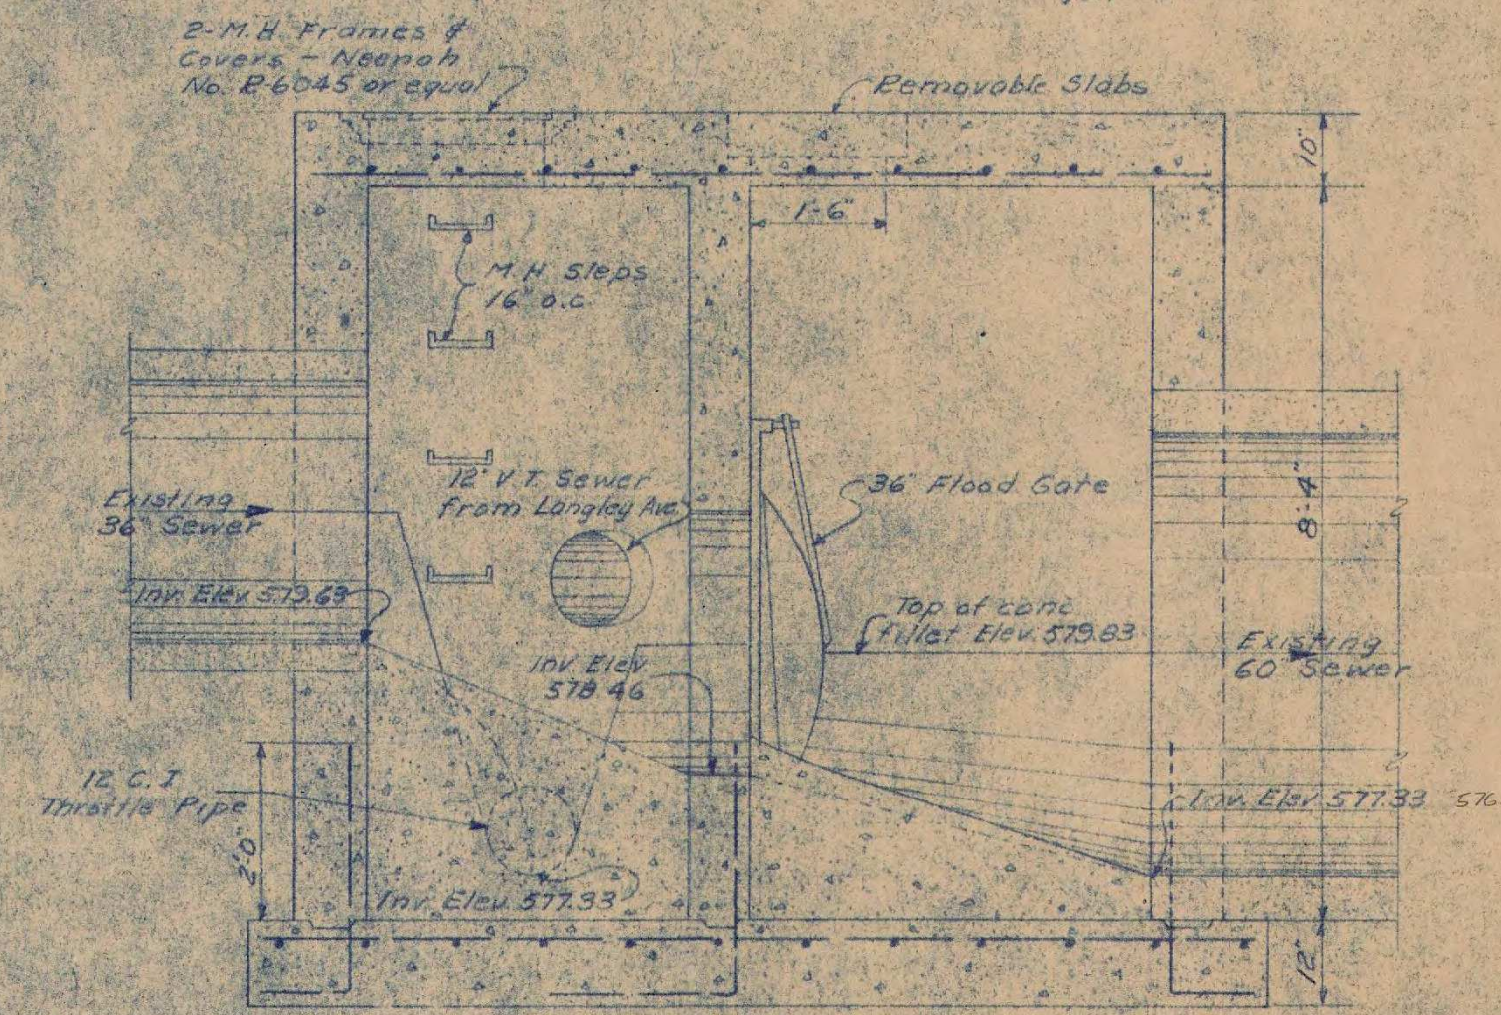 2-M.H. Frames &
Covers - Neenah
No. R-6045 or equal
Removable Slabs
10"
1'-6"
M.H. Steps
16" o.c.
12" V.T. Sewer
from Langley Ave.
36" Flood Gate
8'-4"
Existing
36" Sewer
Inv. Elev. 579.63
Top of conc.
fillet Elev. 579.83
Existing
60" Sewer
Inv. Elev.
578.46
12" C.I.
Throttle Pipe
2'-0"
Inv. Elev. 577.33
576
Inv. Elev. 577.33
12"